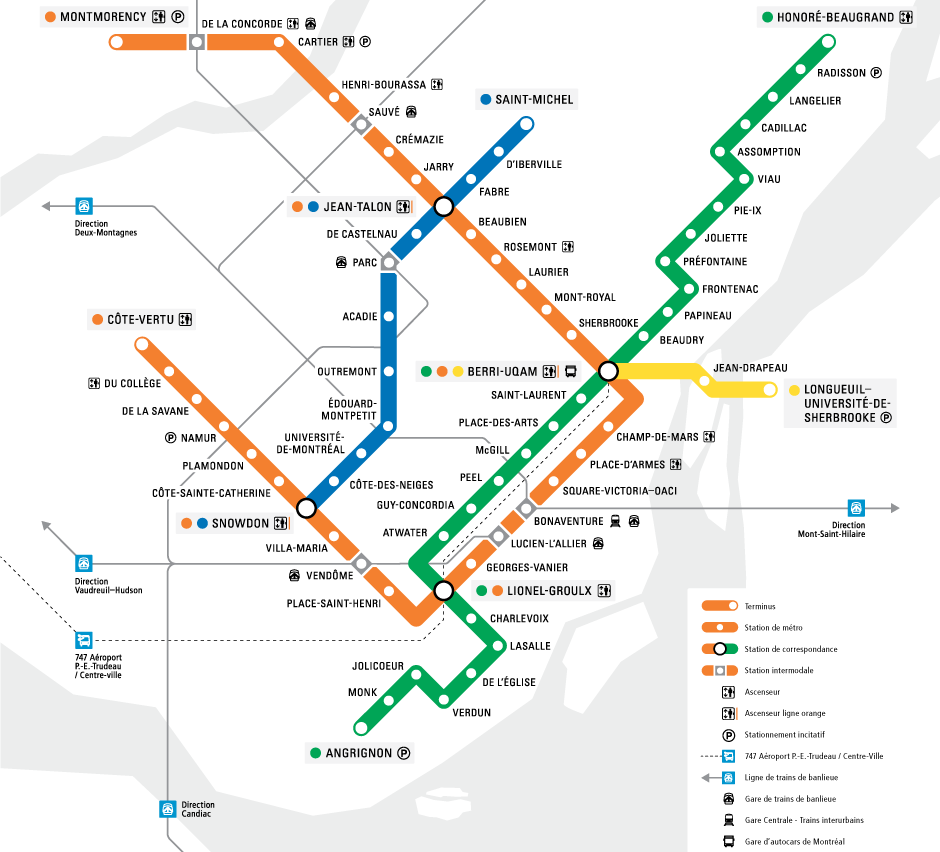 MONTMORENCY P
DE LA CONCORDE
CARTIER P
HONORÉ-BEAUGRAND
RADISSON P
LANGELIER
CADILLAC
ASSOMPTION
VIAU
PIE-IX
JOLIETTE
PRÉFONTAINE
FRONTENAC
PAPINEAU
BEAUDRY
HENRI-BOURASSA
SAUVÉ
CRÉMAZIE
JARRY
SAINT-MICHEL
D'IBERVILLE
FABRE
JEAN-TALON
BEAUBIEN
DE CASTELNAU
ROSEMONT
PARC
LAURIER
MONT-ROYAL
SHERBROOKE
ACADIE
OUTREMONT
ÉDOUARD-
MONTPETIT
UNIVERSITÉ-
DE-MONTRÉAL
CÔTE-DES-NEIGES
Direction
Deux-Montagnes
CÔTE-VERTU
DU COLLÈGE
DE LA SAVANE
P NAMUR
PLAMONDON
CÔTE-SAINTE-CATHERINE
SNOWDON
VILLA-MARIA
VENDÔME
PLACE-SAINT-HENRI
BERRI-UQAM
JEAN-DRAPEAU
LONGUEUIL–
UNIVERSITÉ-DE-
SHERBROOKE P
SAINT-LAURENT
PLACE-DES-ARTS
McGILL
PEEL
GUY-CONCORDIA
ATWATER
CHAMP-DE-MARS
PLACE-D'ARMES
SQUARE-VICTORIA–OACI
BONAVENTURE
LUCIEN-L'ALLIER
GEORGES-VANIER
LIONEL-GROULX
CHARLEVOIX
LASALLE
DE L'ÉGLISE
VERDUN
JOLICOEUR
MONK
ANGRIGNON P
Direction
Mont-Saint-Hilaire
Direction
Vaudreuil-Hudson
747 Aéroport
P.-E.-Trudeau
/ Centre-ville
Direction
Candiac
Terminus
Station de métro
Station de correspondance
Station intermodale
Ascenseur
Ascenseur ligne orange
P Stationnement incitatif
747 Aéroport P.-E.-Trudeau / Centre-Ville
Ligne de trains de banlieue
Gare de trains de banlieue
Gare Centrale - Trains interurbains
Gare d'autocars de Montréal